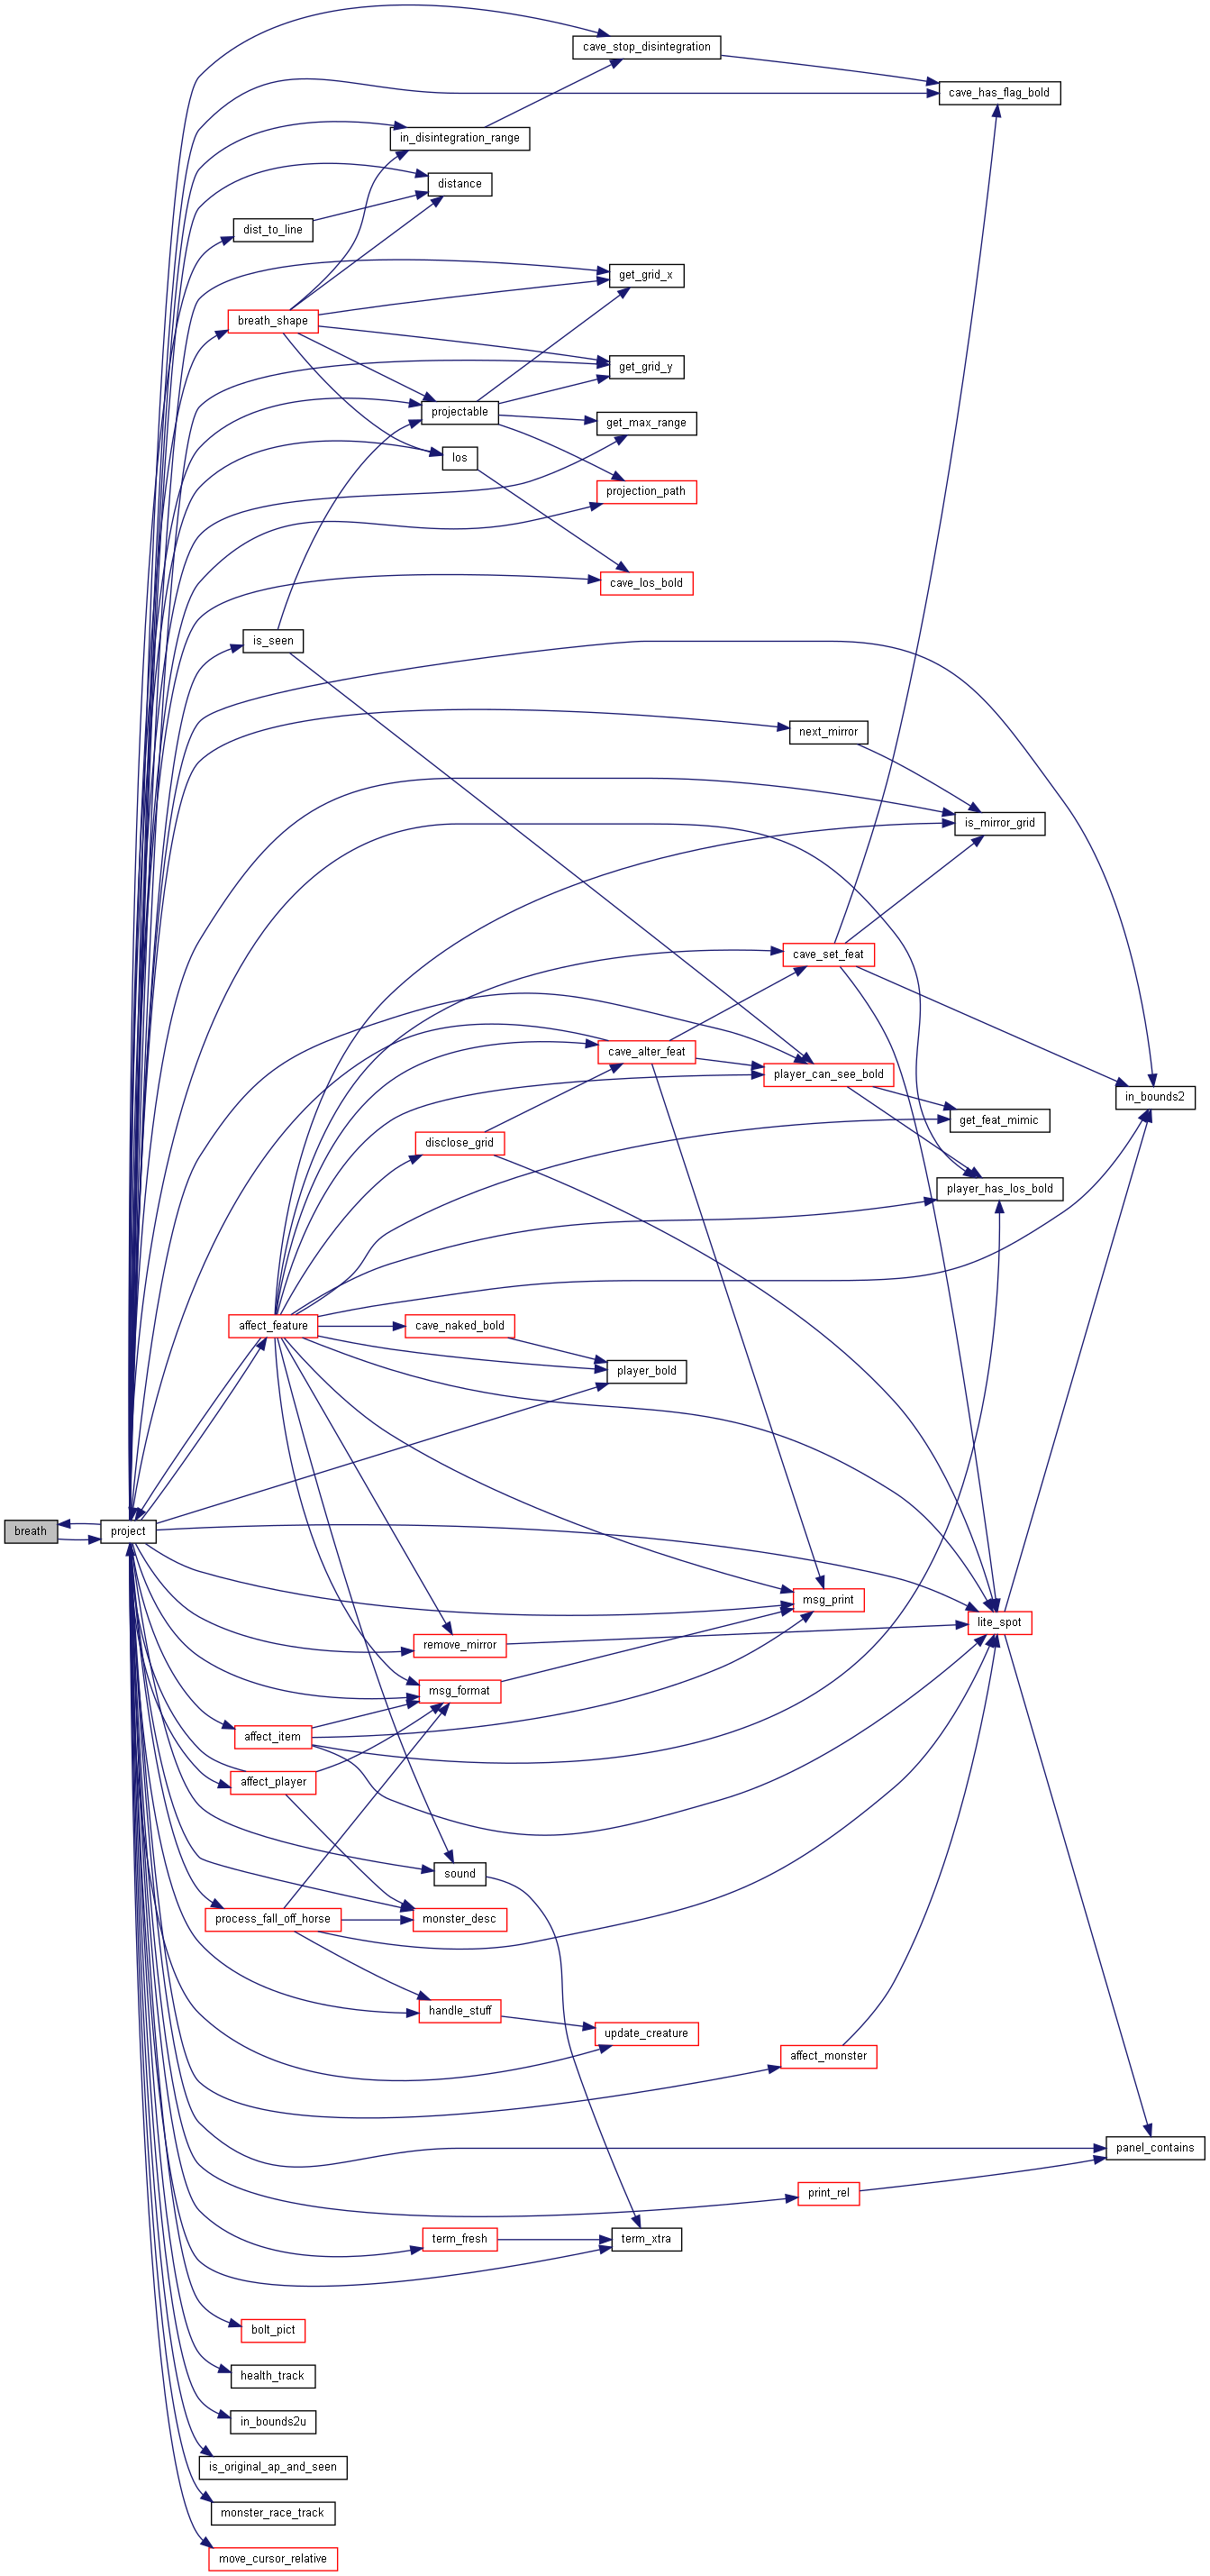 cave_stop_disintegration
cave_has_flag_bold
in_disintegration_range
distance
dist_to_line
get_grid_x
breath_shape
get_grid_y
projectable
get_max_range
los
projection_path
cave_los_bold
is_seen
next_mirror
is_mirror_grid
cave_set_feat
cave_alter_feat
player_can_see_bold
in_bounds2
get_feat_mimic
disclose_grid
player_has_los_bold
affect_feature
cave_naked_bold
player_bold
breath
project
msg_print
lite_spot
remove_mirror
msg_format
affect_item
affect_player
sound
process_fall_off_horse
monster_desc
handle_stuff
update_creature
affect_monster
panel_contains
print_rel
term_fresh
term_xtra
bolt_pict
health_track
in_bounds2u
is_original_ap_and_seen
monster_race_track
move_cursor_relative